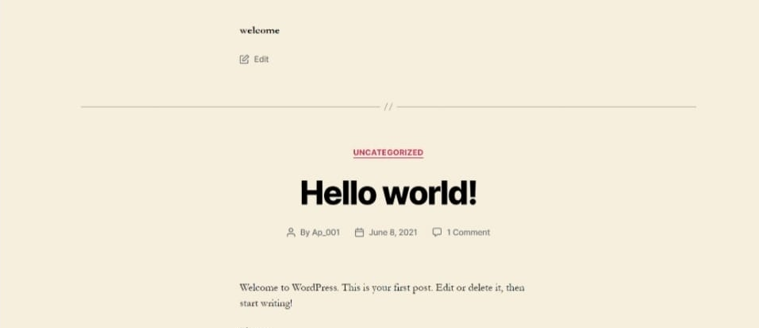 welcome
Edit
//
UNCATEGORIZED
Hello world!
By Ap_001 June 8, 2021 1 Comment
Welcome to WordPress. This is your first post. Edit or delete it, then
start writing!